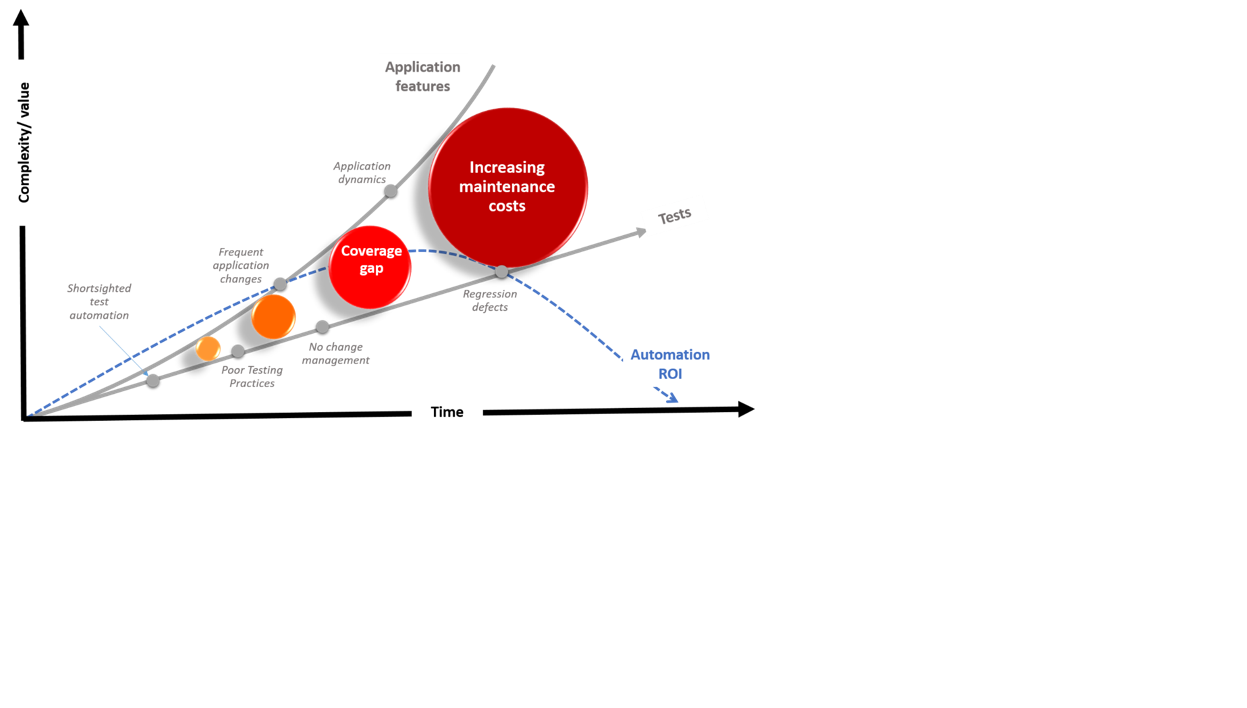 Complexity/ value
Application
features
Application
dynamics
Increasing
maintenance
costs
Tests
Frequent
application
changes
Coverage
gap
Shortsighted
test
automation
Regression
defects
No change
management
Poor Testing
Practices
Automation
ROI
Time